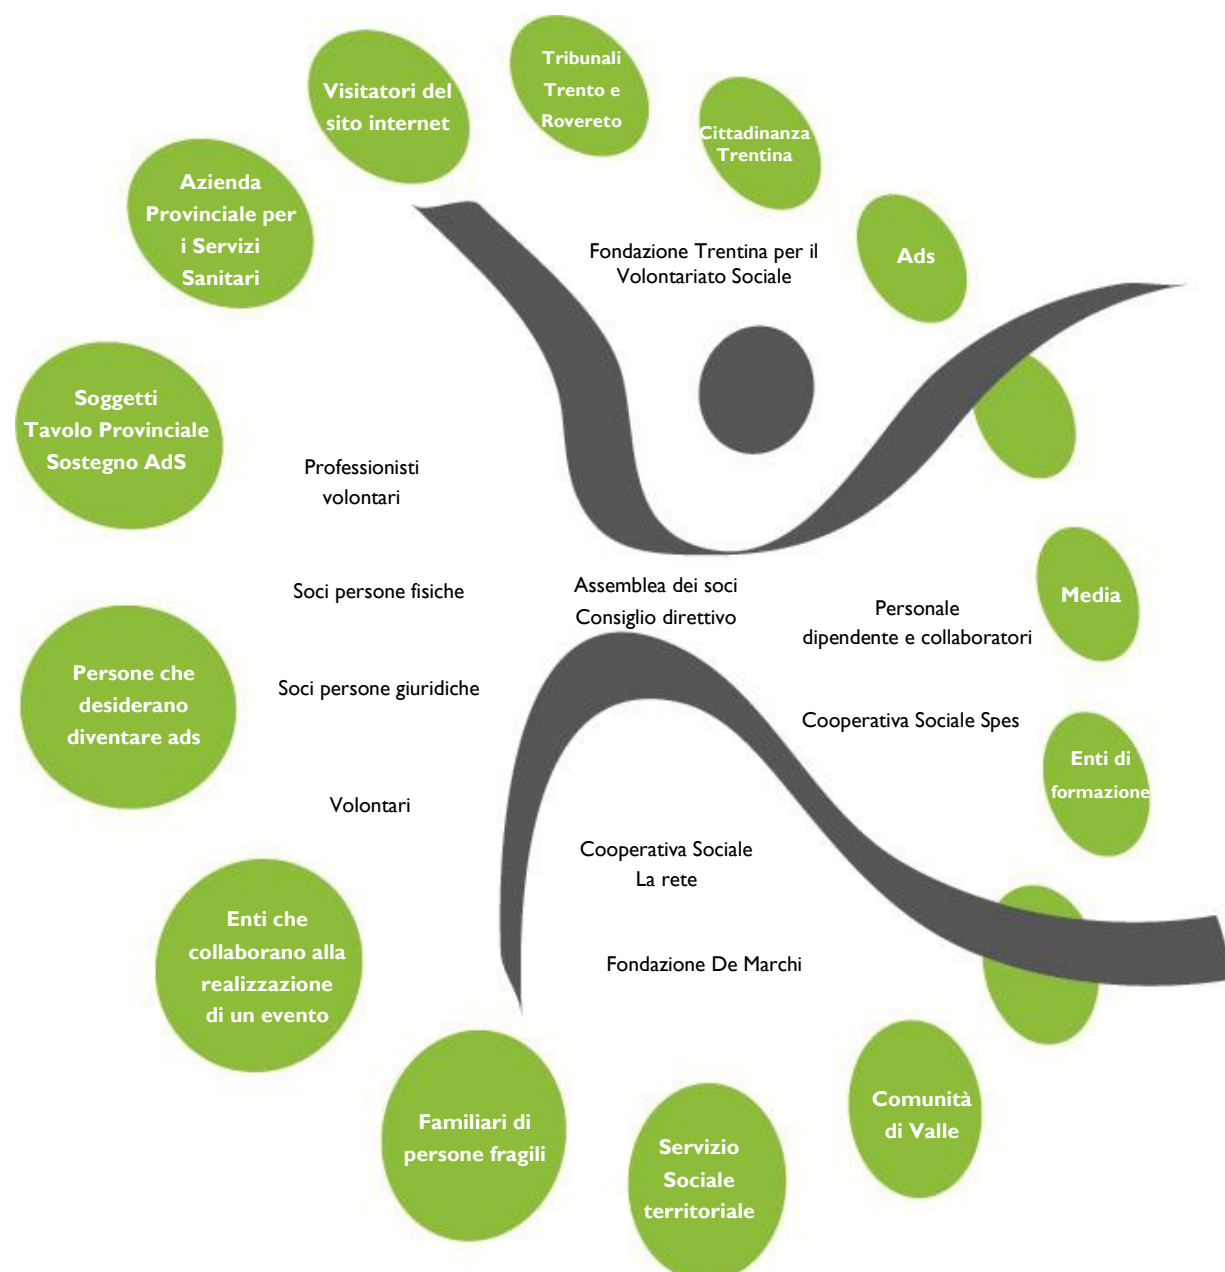 Tribunali
Trento e
Rovereto
Visitatori del
sito internet
Cittadinanza
Trentina
Azienda
Provinciale per
i Servizi
Sanitari
Fondazione Trentina per il
Volontariato Sociale
Ads
Soggetti
Tavolo Provinciale
Sostegno AdS
Professionisti
volontari
Soci persone fisiche
Assemblea dei soci
Consiglio direttivo
Personale
dipendente e collaboratori
Media
Persone che
desiderano
diventare ads
Soci persone giuridiche
Cooperativa Sociale Spes
Enti di
formazione
Volontari
Cooperativa Sociale
La rete
Enti che
collaborano alla
realizzazione
di un evento
Fondazione De Marchi
Comunità
di Valle
Familiari di
persone fragili
Servizio
Sociale
territoriale